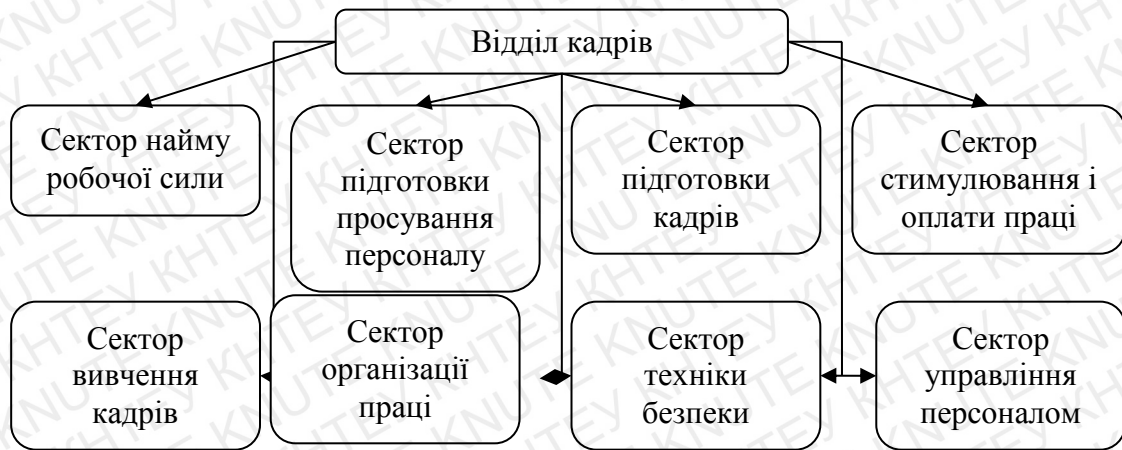 Відділ кадрів
Сектор найму
робочої сили
Сектор
підготовки
просування
персоналу
Сектор
підготовки
кадрів
Сектор
стимулювання і
оплати праці
Сектор
вивчення
кадрів
Сектор
організації
праці
Сектор
техніки
безпеки
Сектор
управління
персоналом